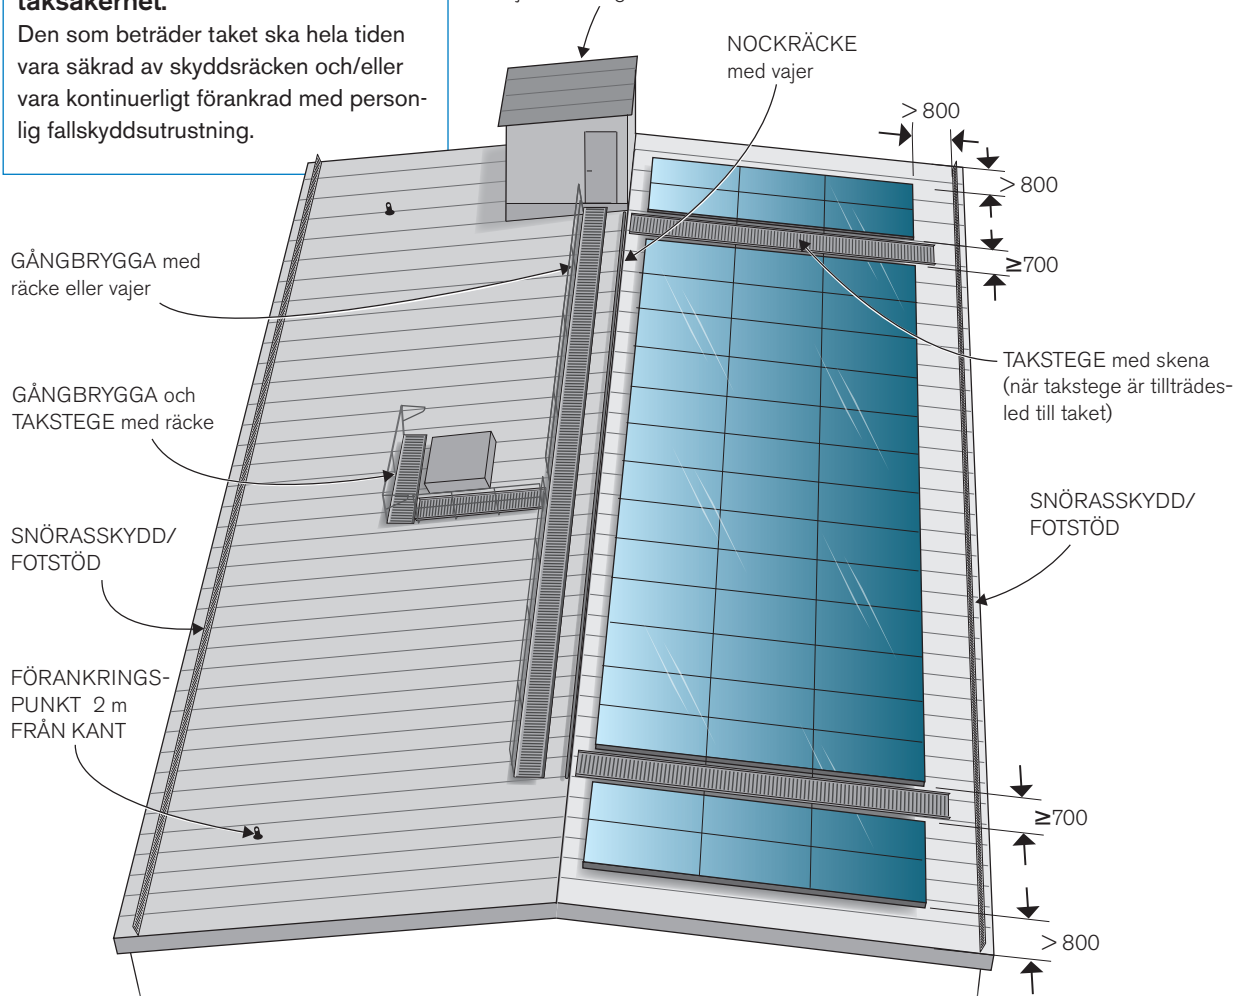 taksäkerhet.
Den som beträder taket ska hela tiden
vara säkrad av skyddsräcken och/eller
vara kontinuerligt förankrad med person-
lig fallskyddsutrustning.
NOCKRÄCKE
med vajer
> 800
> 800
≥700
GÅNGBRYGGA med
räcke eller vajer
TAKSTEGE med skena
(när takstege är tillträdes-
led till taket)
GÅNGBRYGGA och
TAKSTEGE med räcke
SNÖRASSKYDD/
FOTSTÖD
SNÖRASSKYDD/
FOTSTÖD
FÖRANKRINGS-
PUNKT 2 m
FRÅN KANT
≥700
> 800